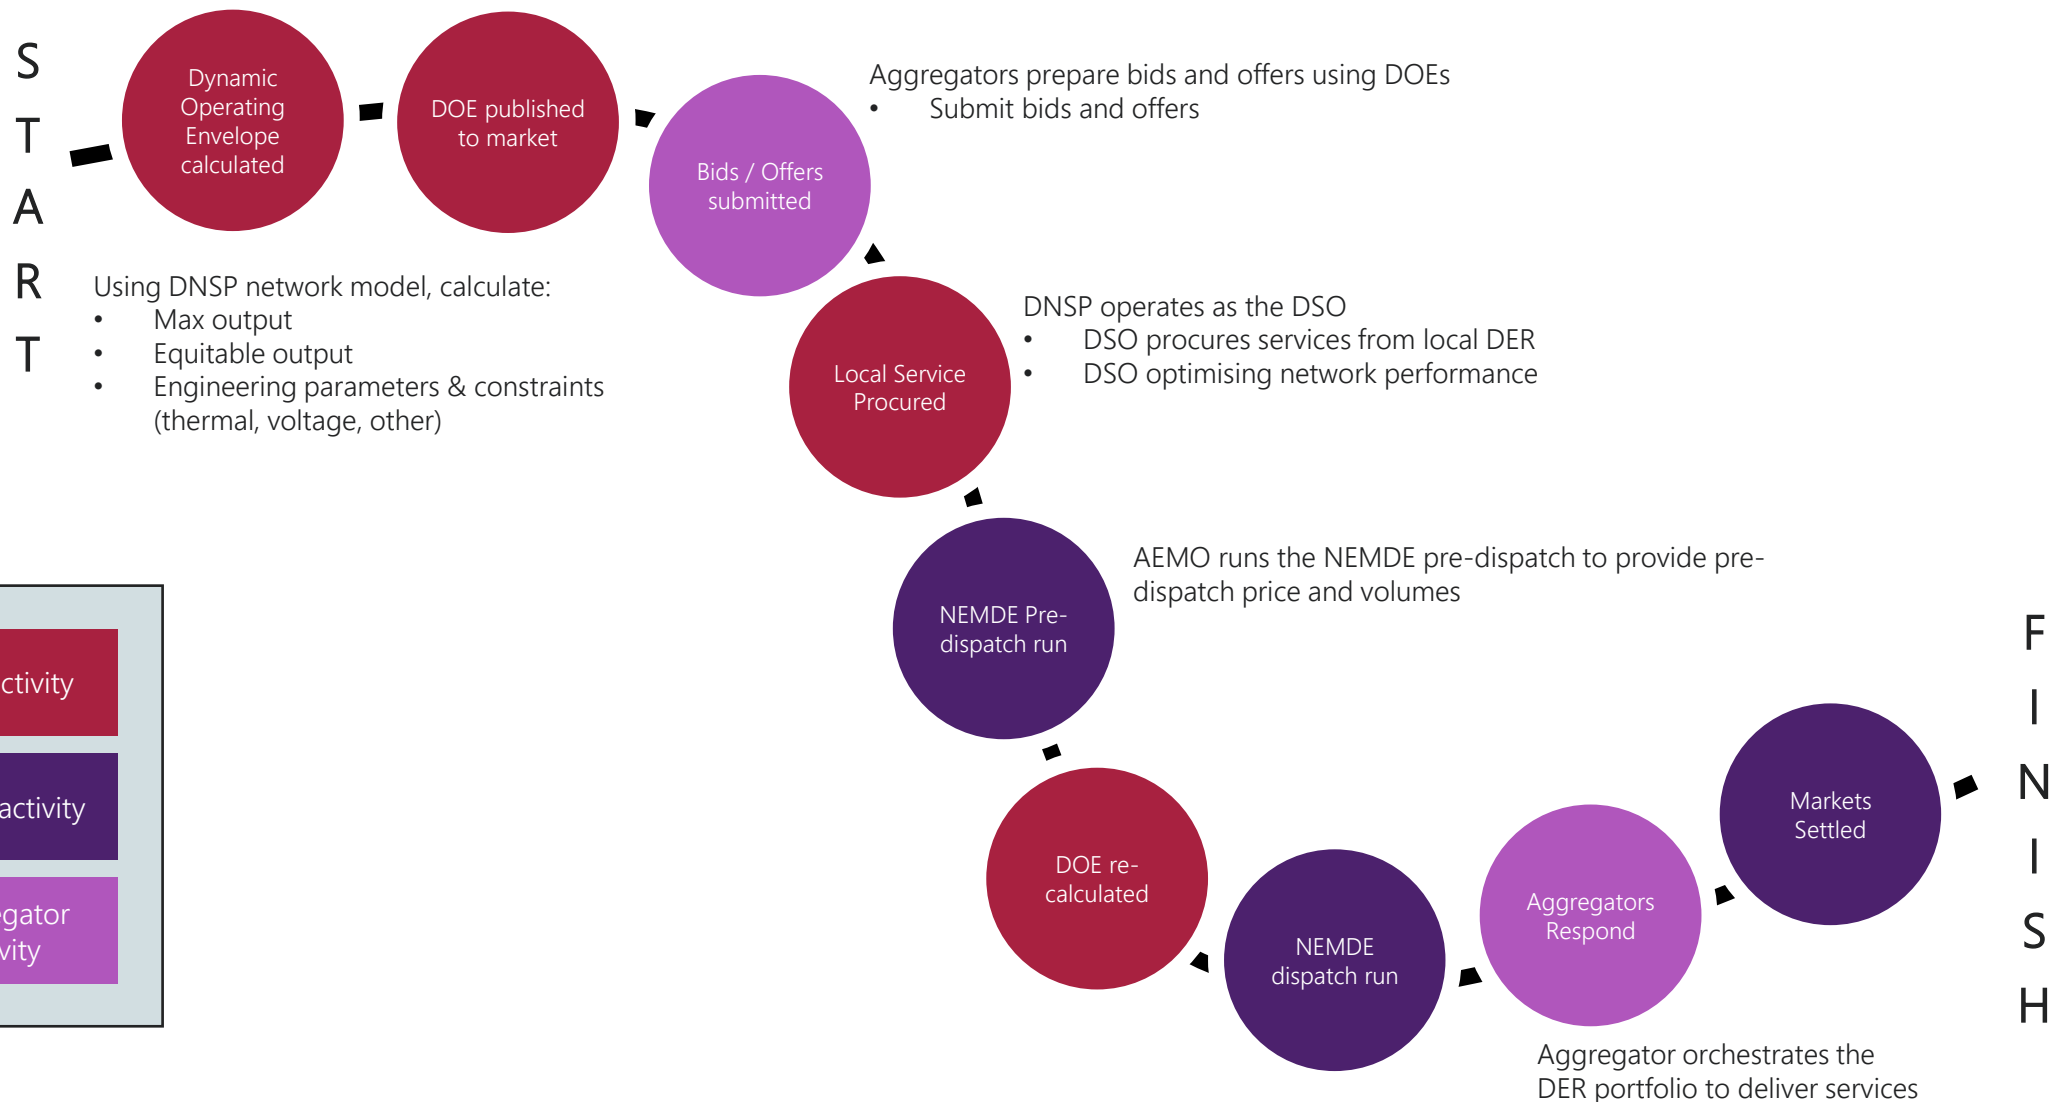 START
Dynamic
Operating
Envelope
calculated
DOE published
to market
Bids / Offers
submitted
Aggregators prepare bids and offers using DOEs
• Submit bids and offers
Using DNSP network model, calculate:
• Max output
• Equitable output
• Engineering parameters & constraints
(thermal, voltage, other)
Local Service
Procured
DNSP operates as the DSO
• DSO procures services from local DER
• DSO optimising network performance
NEMDE Pre-
dispatch run
AEMO runs the NEMDE pre-dispatch to provide pre-
dispatch price and volumes
activity
DOE re-
calculated
NEMDE
dispatch run
Aggregators
Respond
Aggregator orchestrates the
DER portfolio to deliver services
Markets
Settled
FINISH